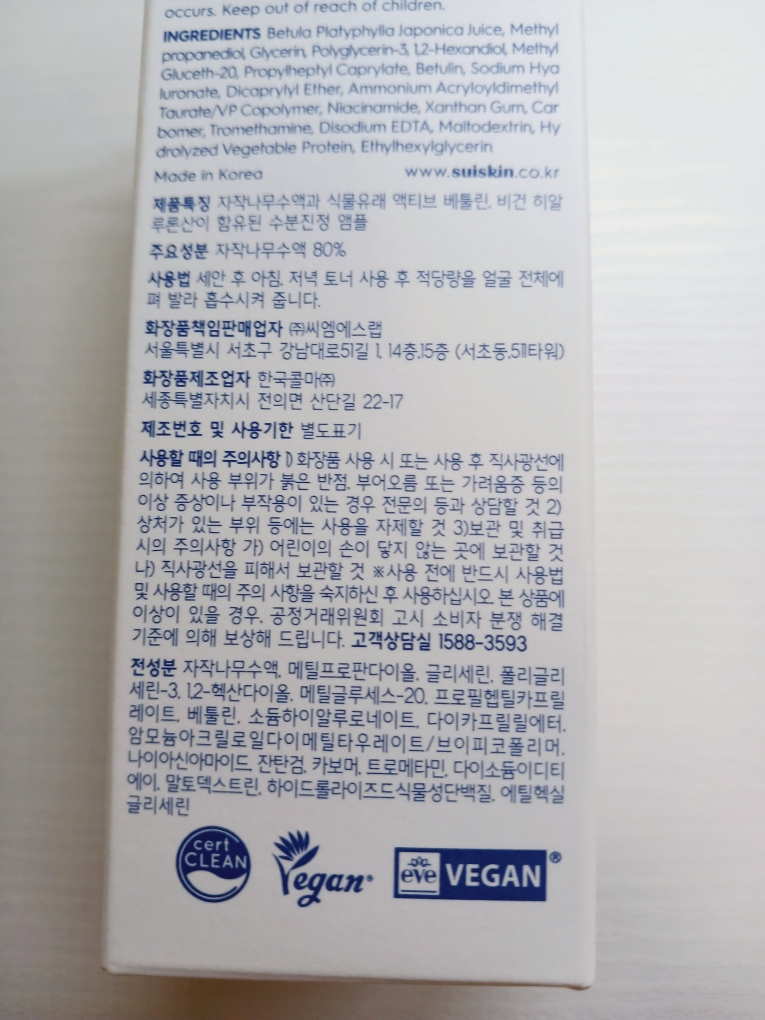 occurs. Keep out of reach of children.
INGREDIENTS Betula Platyphylla Japonica Juice, Methyl
propanediol, Glycerin, Polyglycerin-3, 1,2-Hexandiol, Methyl
Gluceth-20, Propylheptyl Caprylate, Betulin, Sodium Hya
luronate, Dicaprylyl Ether, Ammonium Acryloyldimethyl
Taurate/VP Copolymer, Niacinamide, Xanthan Gum, Car
bomer, Tromethamine, Disodium EDTA, Maltodextrin, Hy
drolyzed Vegetable Protein, Ethylhexylglycerin
Made in Korea www.suiskin.co.kr
제품특징 자작나무수액과 식물유래 액티브 베툴린, 비건 히알
루론산이 함유된 수분진정 앰플
주요성분 자작나무수액 80%
사용법 세안 후 아침, 저녁 토너 사용 후 적당량을 얼굴 전체에
펴 발라 흡수시켜 줍니다.
화장품책임판매업자 ㈜씨엠에스랩
서울특별시 서초구 강남대로51길 1, 14층,15층 (서초동,511타워)
화장품제조업자 한국콜마㈜
세종특별자치시 전의면 산단길 22-17
제조번호 및 사용기한 별도표기
사용할 때의 주의사항 1) 화장품 사용 시 또는 사용 후 직사광선에
의하여 사용 부위가 붉은 반점, 부어오름 또는 가려움증 등의
이상 증상이나 부작용이 있는 경우 전문의 등과 상담할 것 2)
상처가 있는 부위 등에는 사용을 자제할 것 3)보관 및 취급
시의 주의사항 가) 어린이의 손이 닿지 않는 곳에 보관할 것
나) 직사광선을 피해서 보관할 것 ※사용 전에 반드시 사용법
및 사용할 때의 주의 사항을 숙지하신 후 사용하십시오. 본 상품에
이상이 있을 경우, 공정거래위원회 고시 소비자 분쟁 해결
기준에 의해 보상해 드립니다. 고객상담실 1588-3593
전성분 자작나무수액, 메틸프로판다이올, 글리세린, 폴리글리
세린-3, 1,2-헥산다이올, 메틸글루세스-20, 프로필헵틸카프릴
레이트, 베툴린, 소듐하이알루로네이트, 다이카프릴릴에터,
암모늄아크릴로일다이메틸타우레이트/브이피코폴리머,
나이아신아마이드, 잔탄검, 카보머, 트로메타민, 다이소듐이디티
에이, 말토덱스트린, 하이드롤라이즈드식물성단백질, 에틸헥실
글리세린
cert
CLEAN
Vegan®
eve VEGAN®